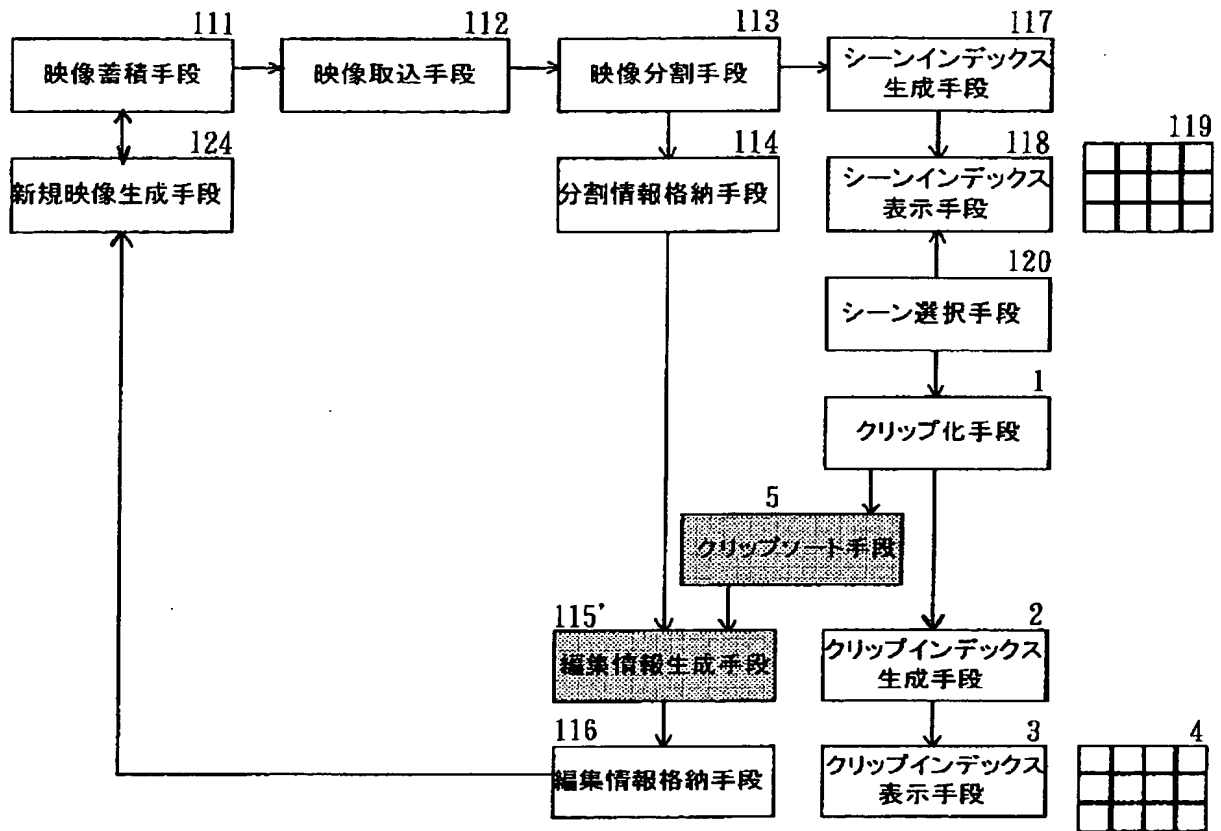 111
112
113
117
映像蓄積手段
映像取込手段
映像分割手段
シーンインデックス
生成手段
124
114
118
119
新規映像生成手段
分割情報格納手段
シーンインデックス
表示手段
120
シーン選択手段
1
クリップ化手段
5
クリップソート手段
115'
2
編集情報生成手段
クリップインデックス
生成手段
116
3
4
編集情報格納手段
クリップインデックス
表示手段